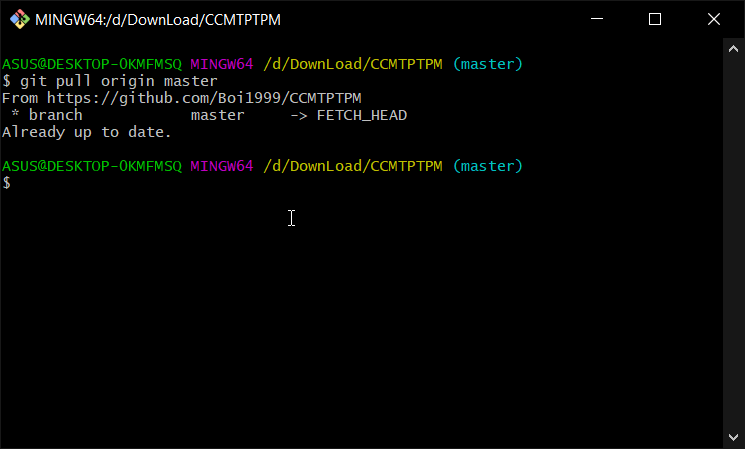 MINGW64:/d/DownLoad/CCMTPTPM
ASUS@DESKTOP-0KMFMSQ MINGW64 /d/DownLoad/CCMTPTPM (master)
$ git pull origin master
From https://github.com/Boi1999/CCMTPTPM
 * branch            master     -> FETCH_HEAD
Already up to date.
ASUS@DESKTOP-0KMFMSQ MINGW64 /d/DownLoad/CCMTPTPM (master)
$